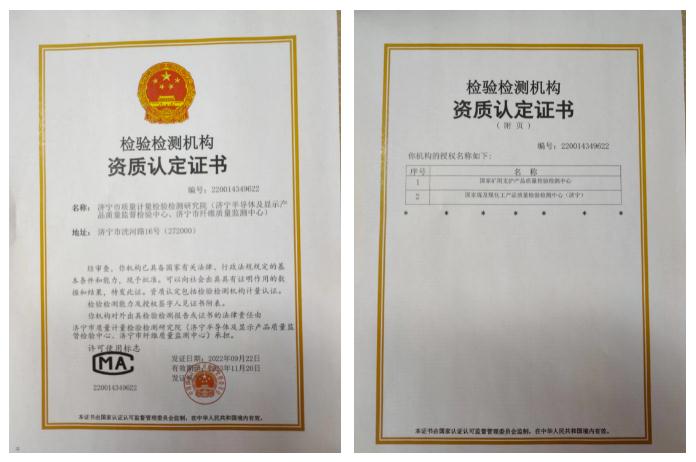 检验检测机构
资质认定证书
编号：220014349622
名称：济宁市质量计量检验检测研究院（济宁半导体及显示产
品质量监督检验中心、济宁市纤维质量监测中心）
地址：济宁市洸河路16号（272000）
经审查，你机构已具备国家有关法律、行政法规规定的基
本条件和能力，现予批准。可以向社会出具具有证明作用的数
据和结果，特发此证。资质认定包括检验检测机构计量认证。
检验检测能力及授权签字人见证书附表。
你机构对外出具检验检测报告或证书的法律责任由
济宁市质量计量检验检测研究院（济宁半导体及显示产品质量监
督检验中心、济宁市纤维质量监测中心）承担。
许可使用标志
MA
220014349622
发证日期：2022年09月22日
有效期
年11月20日
发证
本证书由国家认证认可监督管理委员会监制，在中华人民共和国境内有效。
检验检测机构
资质认定证书
（附页）
编号：220014349622
你机构的授权名称如下：
序号 名称
1 国家矿用支护产品质量检验检测中心
2 国家煤及煤化工产品质量检验检测中心（济宁）
* * * * * * * *
本证书由国家认证认可监督管理委员会监制，在中华人民共和国境内有效。